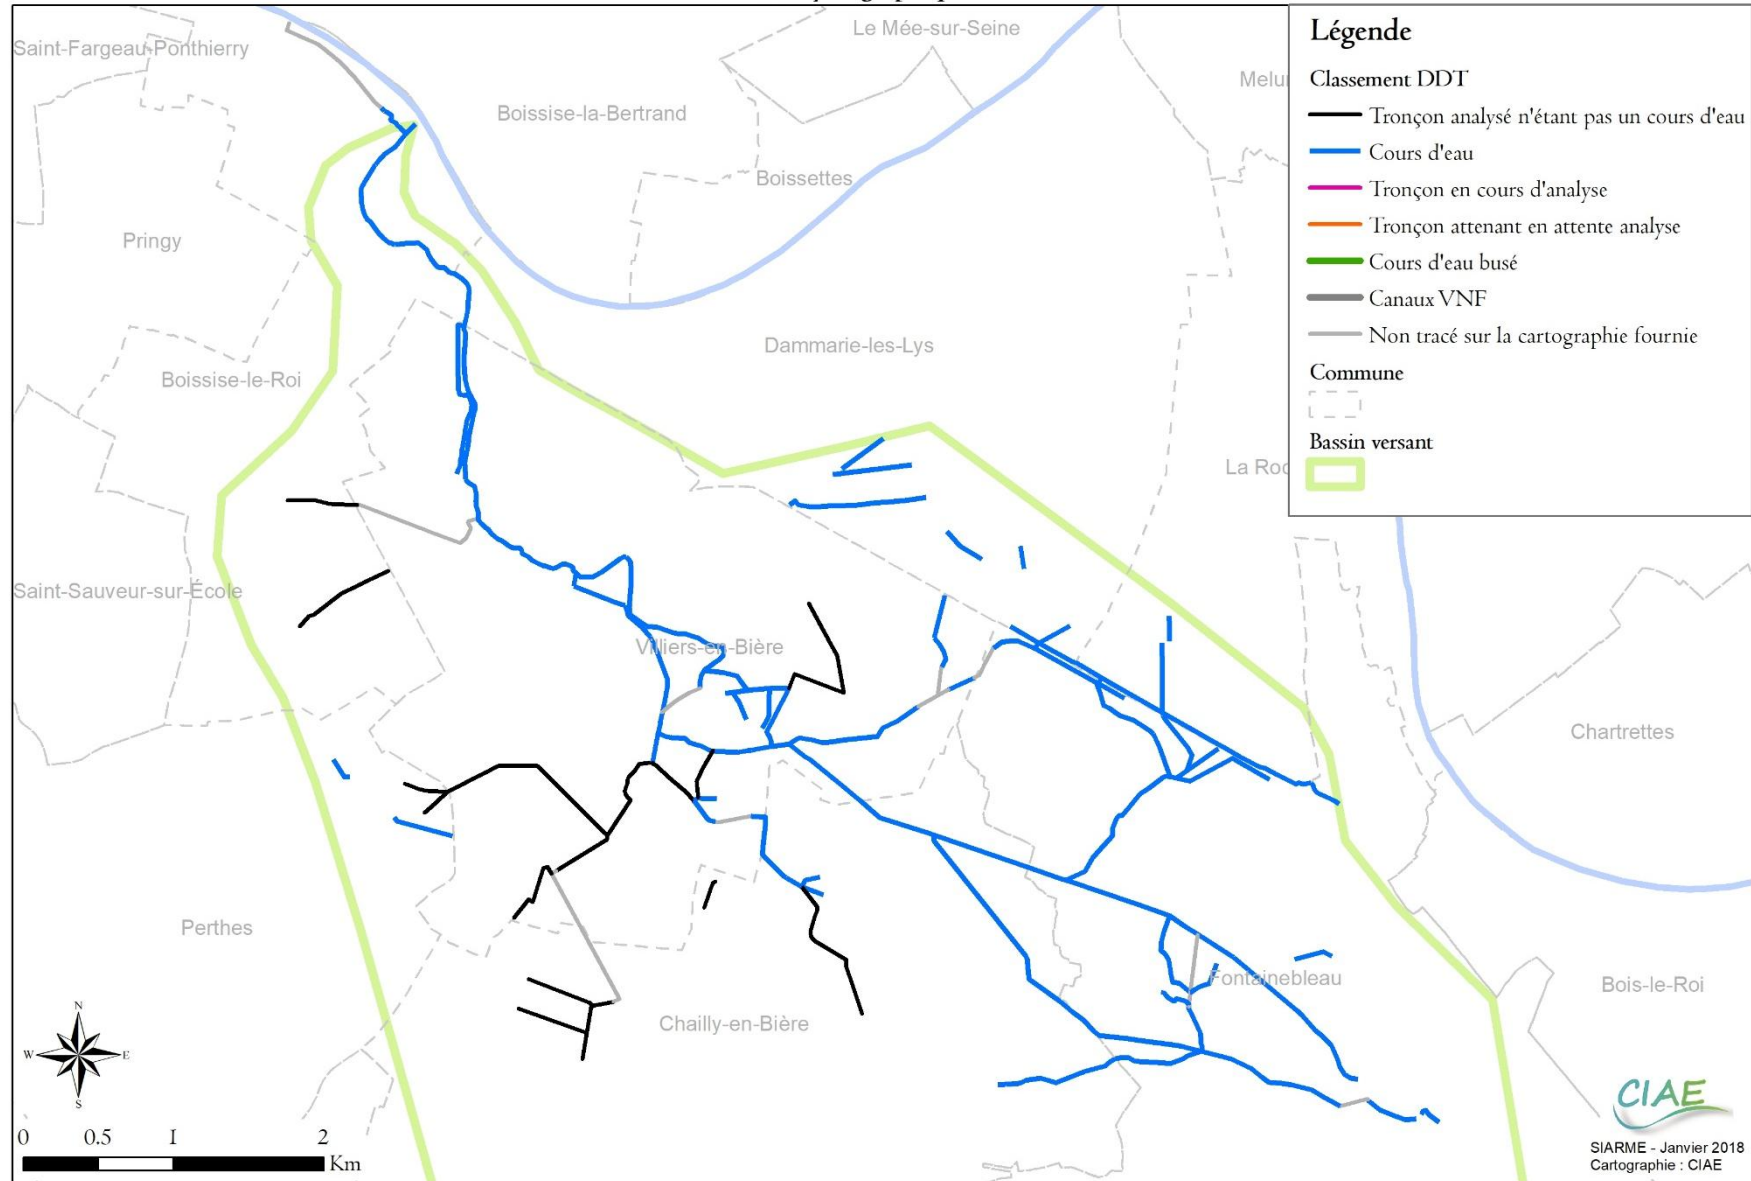 Saint-Fargeau-Ponthierry
Le Mée-sur-Seine
Boissise-la-Bertrand
Boissettes
Pringy
Dammarie-les-Lys
Boissise-le-Roi
Saint-Sauveur-sur-École
Villiers-en-Bière
Chartrettes
Perthes
Fontainebleau
Bois-le-Roi
Chailly-en-Bière
Légende
Classement DDT
Tronçon analysé n'étant pas un cours d'eau
Cours d'eau
Tronçon en cours d'analyse
Tronçon attenant en attente analyse
Cours d'eau busé
Canaux VNF
Non tracé sur la cartographie fournie
Commune
Bassin versant
La Roc
Melu
N
W E
S
0 0.5 1 2
Km
CIAE
SIARME - Janvier 2018
Cartographie : CIAE